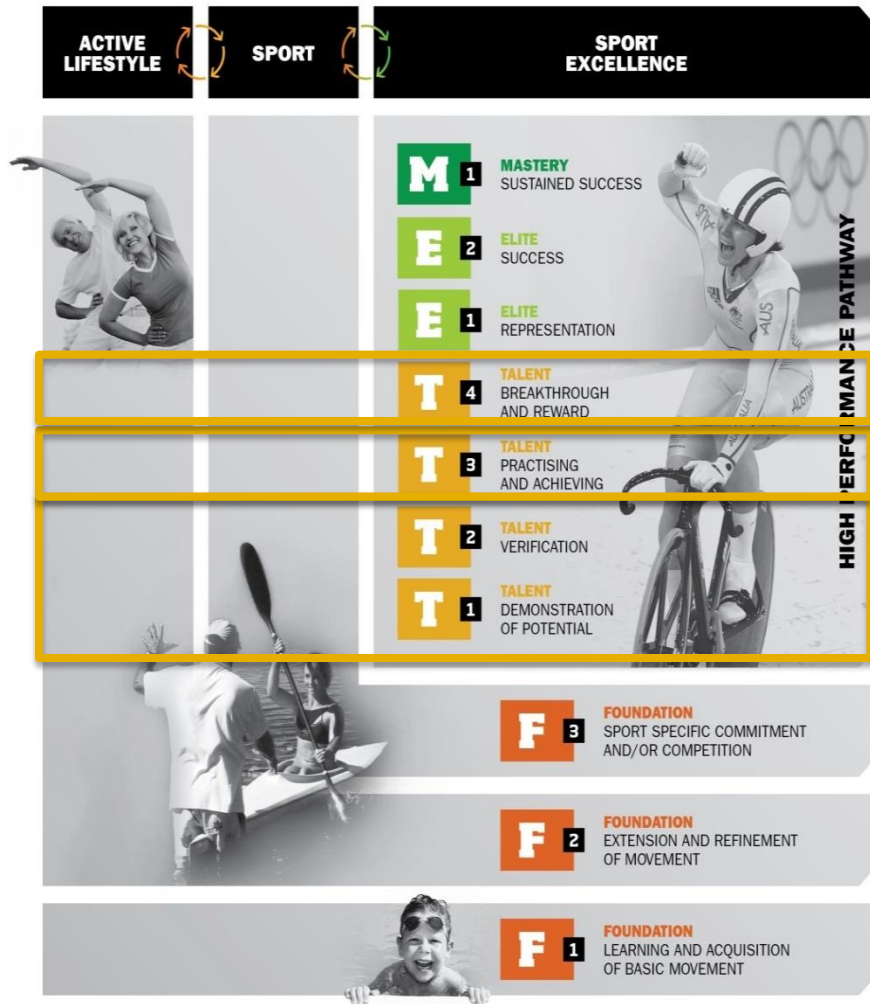 ACTIVE
LIFESTYLE
SPORT
SPORT
EXCELLENCE
M 1 MASTERY
SUSTAINED SUCCESS
E 2 ELITE
SUCCESS
E 1 ELITE
REPRESENTATION
T 4 TALENT
BREAKTHROUGH
AND REWARD
T 3 TALENT
PRACTISING
AND ACHIEVING
T 2 TALENT
VERIFICATION
T 1 TALENT
DEMONSTRATION
OF POTENTIAL
HIGH PERFORMANCE PATHWAY
AUS
AUS
AUSTRALIA
F 3 FOUNDATION
SPORT SPECIFIC COMMITMENT
AND/OR COMPETITION
F 2 FOUNDATION
EXTENSION AND REFINEMENT
OF MOVEMENT
F 1 FOUNDATION
LEARNING AND ACQUISITION
OF BASIC MOVEMENT